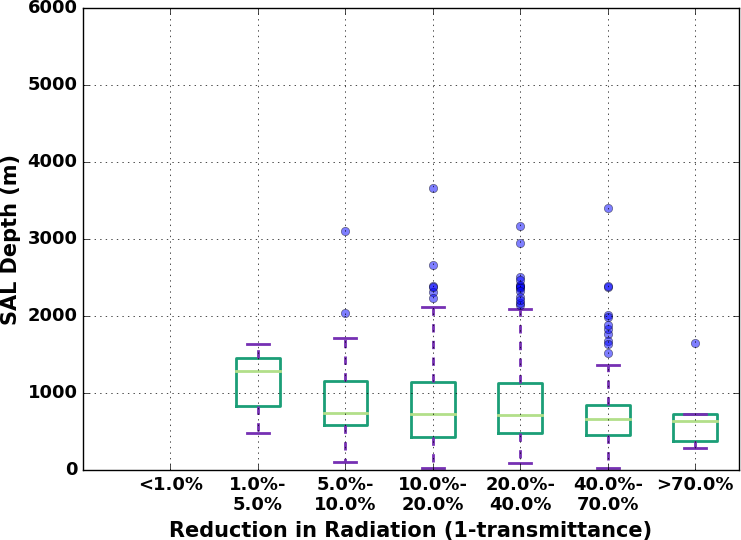 6000
5000
4000
3000
2000
1000
0
SAL Depth (m)
<1.0% 1.0%- 5.0%- 10.0%- 20.0%- 40.0%- >70.0%
5.0% 10.0% 20.0% 40.0% 70.0%
Reduction in Radiation (1-transmittance)